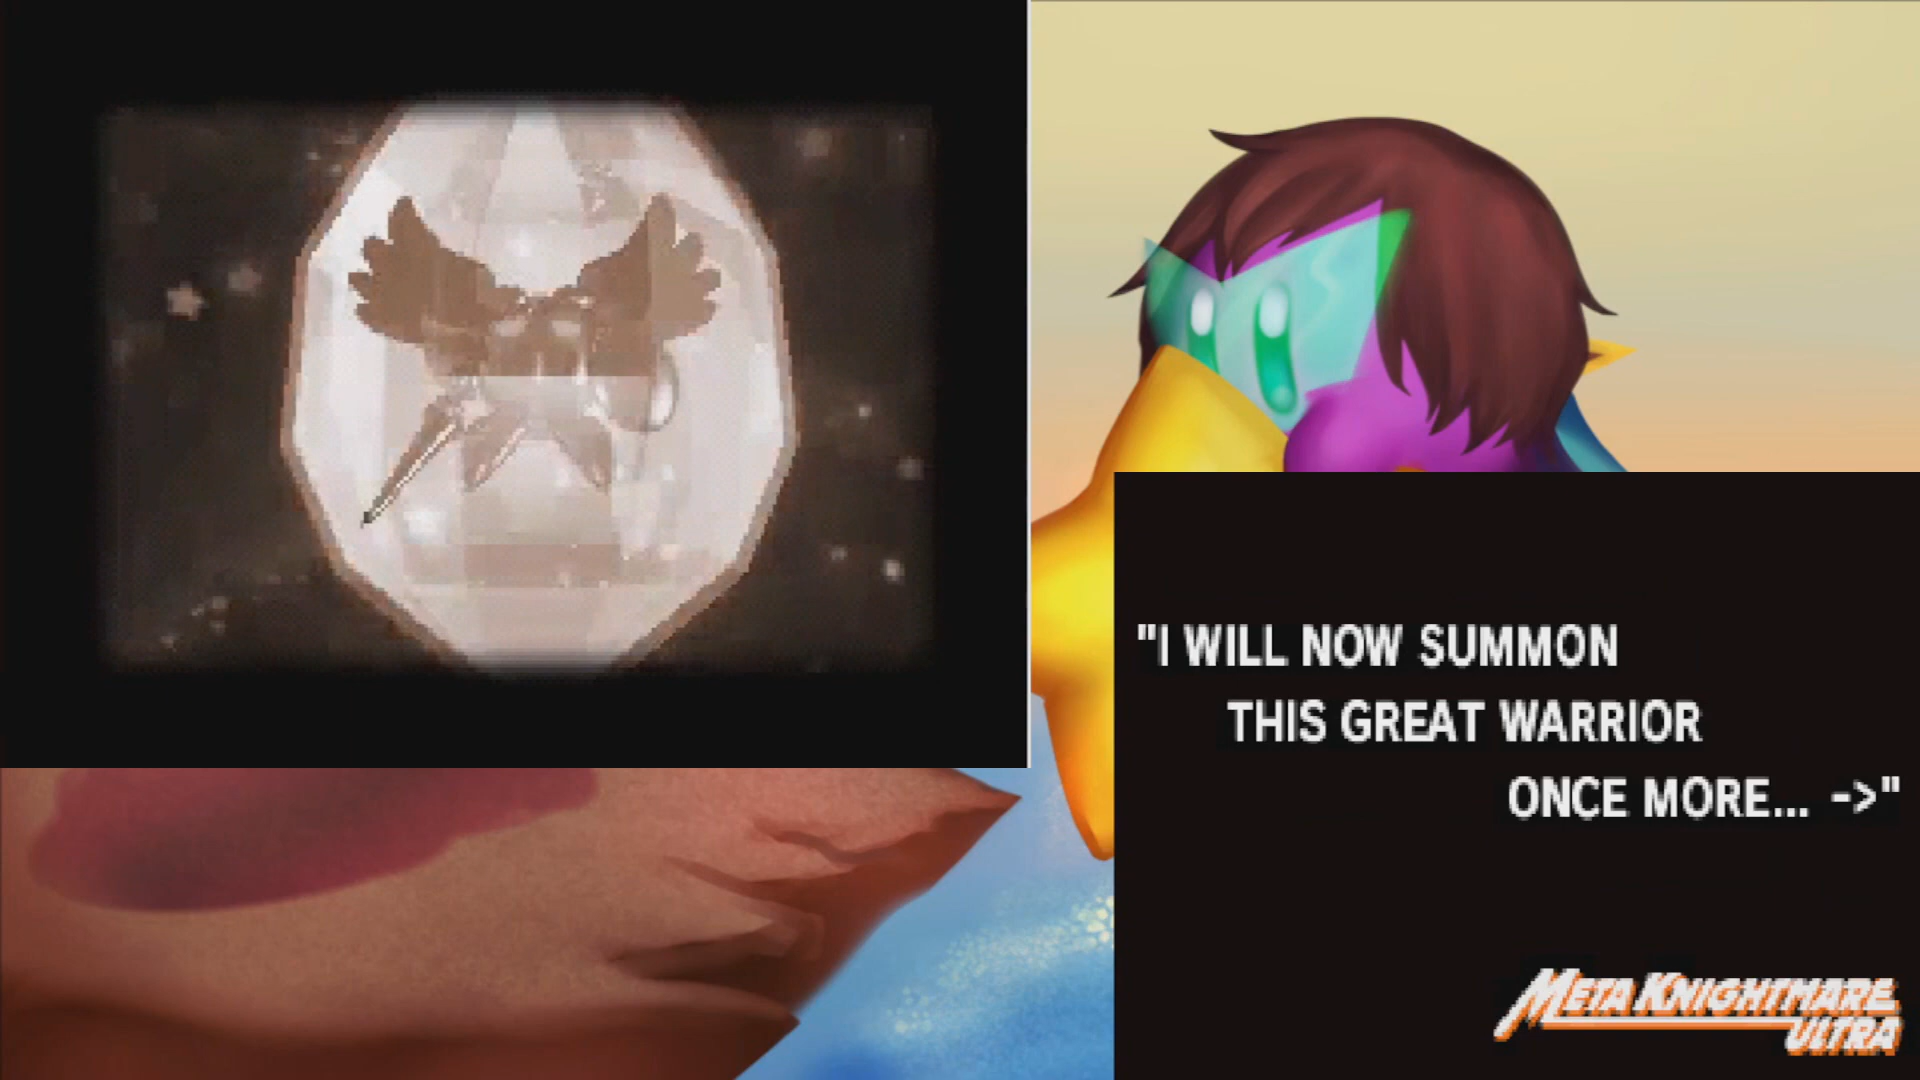 "I WILL NOW SUMMON
THIS GREAT WARRIOR
ONCE MORE... ->"
META KNIGHTMARE
ULTRA